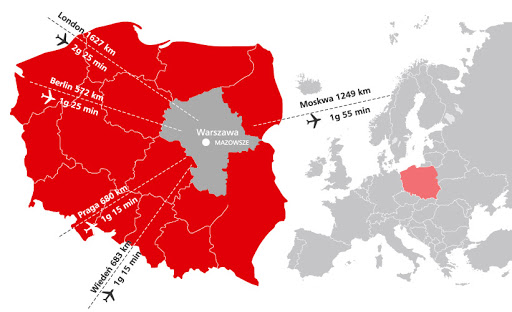 London 1627 km
2g 25 min
Berlin 572 km
1g 25 min
Warszawa
MAZOWSZE
Moskwa 1249 km
1g 55 min
Praga 680 km
1g 15 min
Wiedeń 683 km
1g 15 min